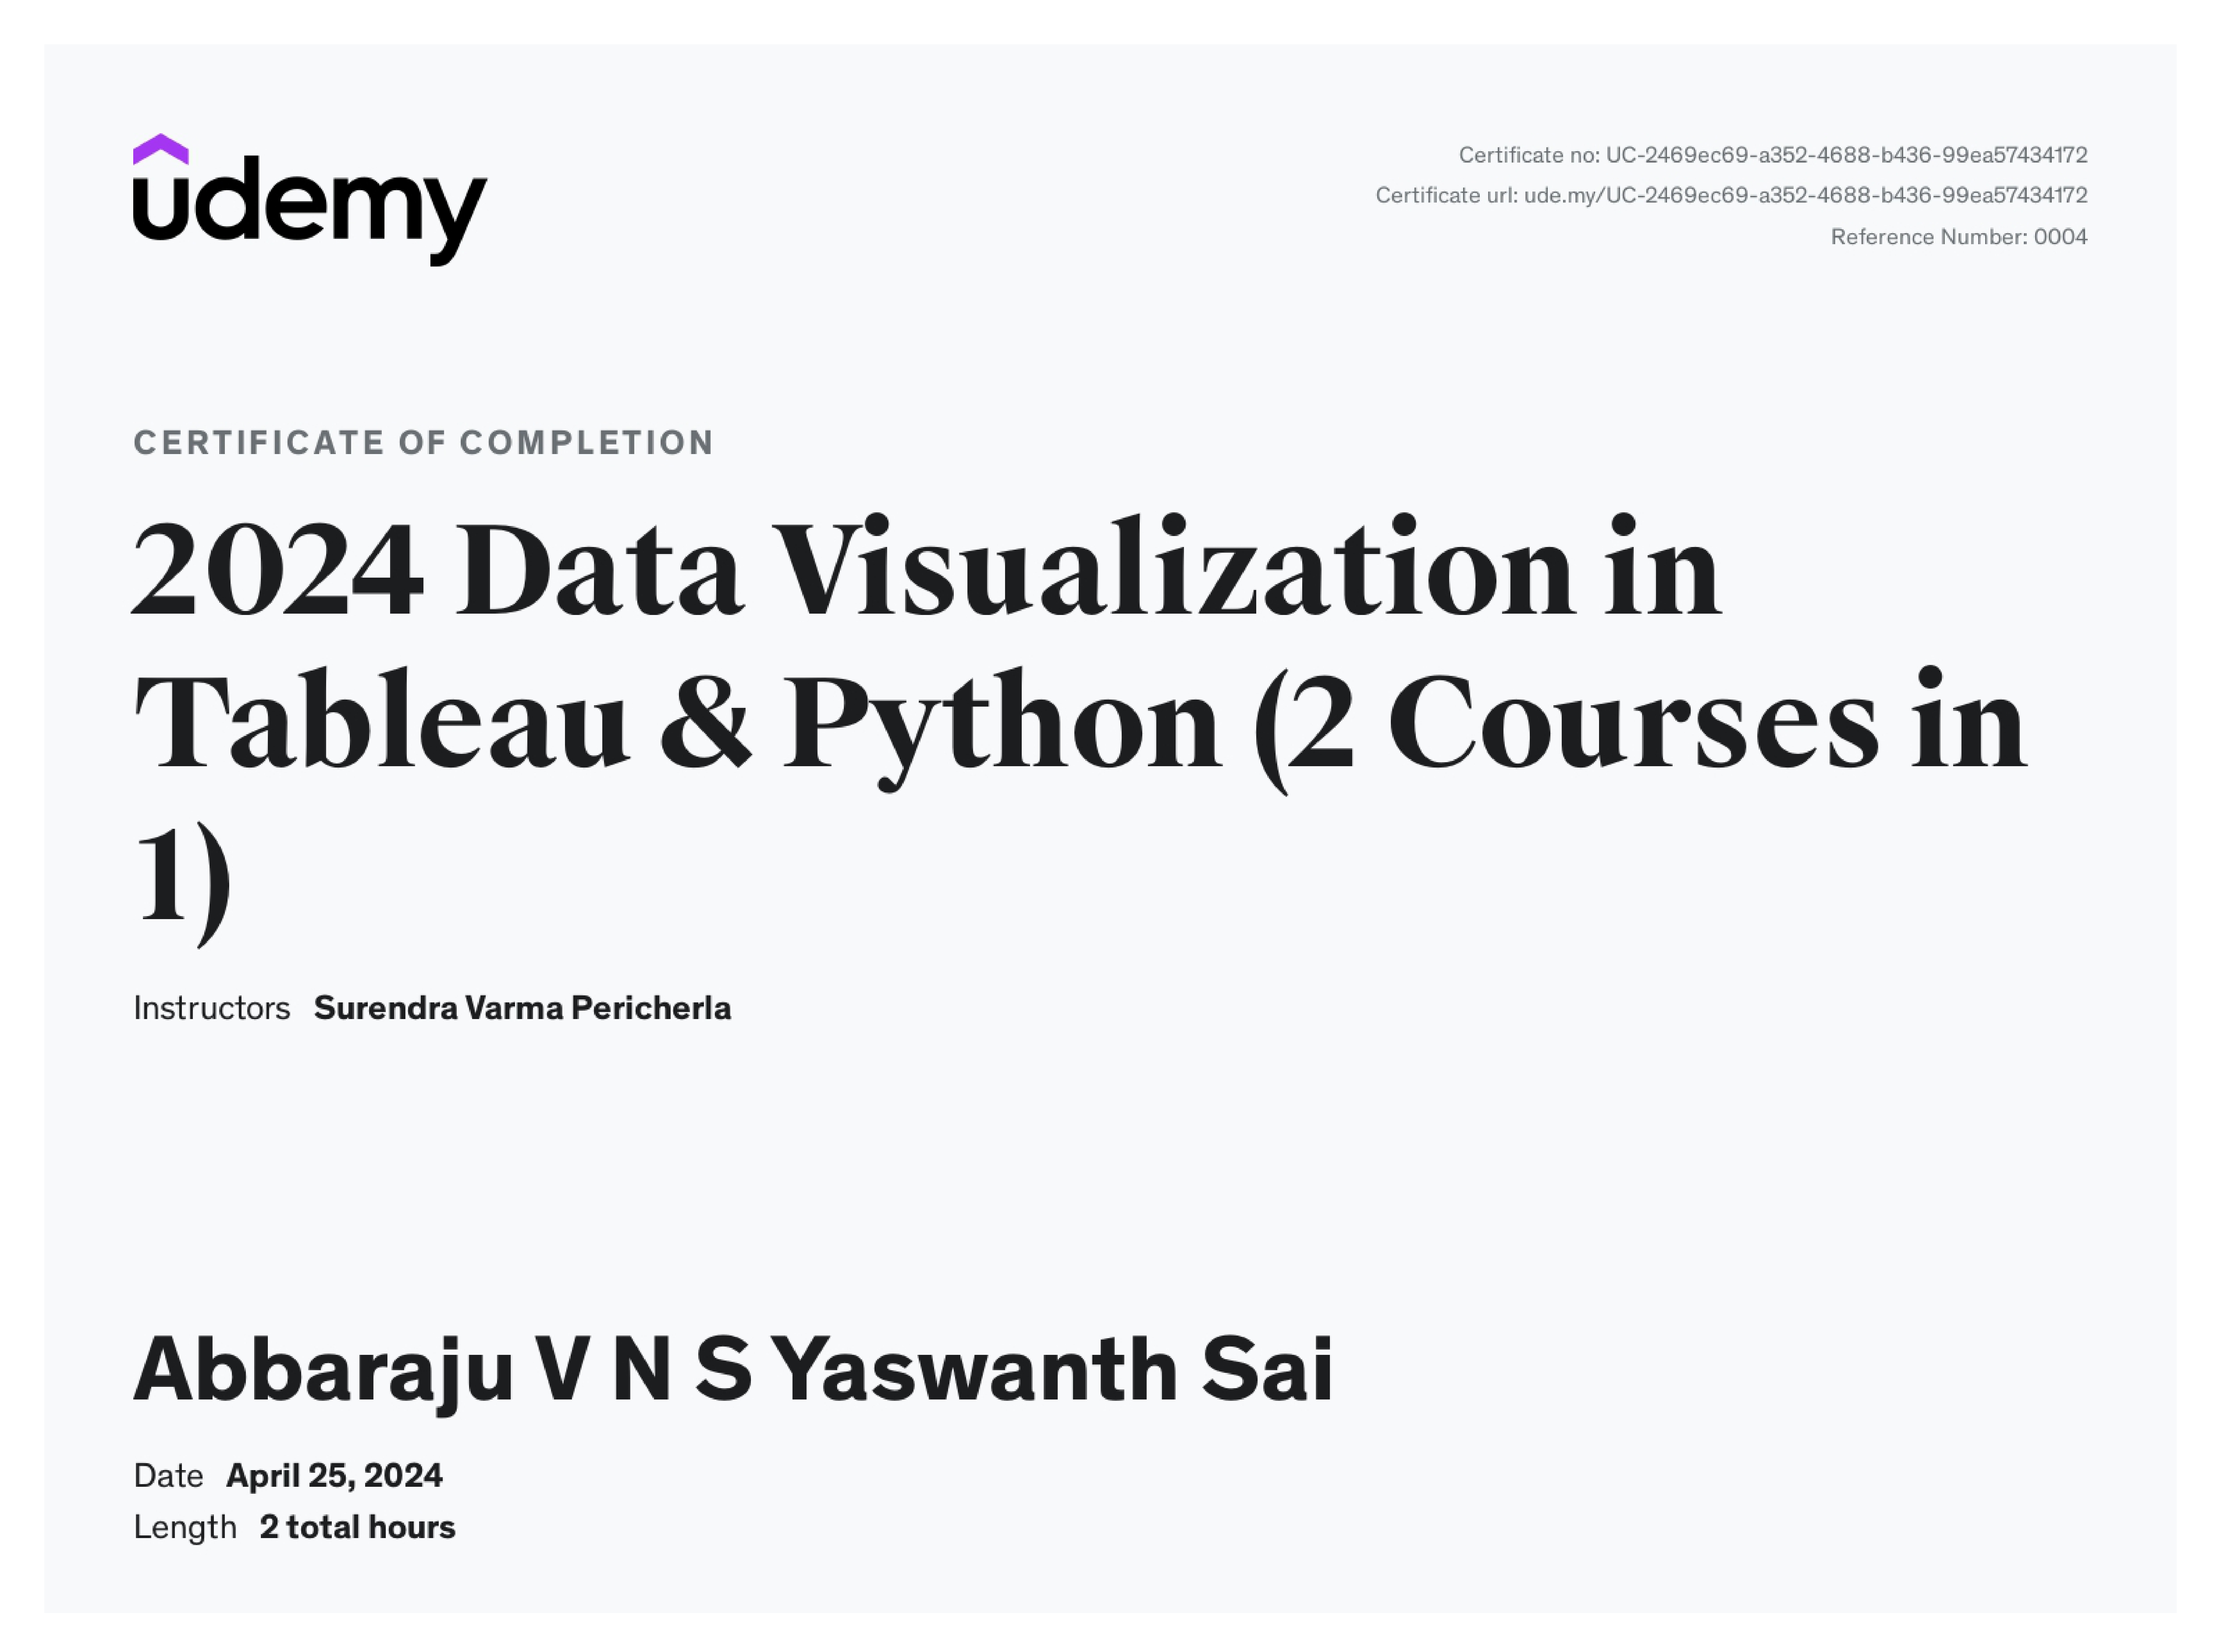 udemy
Certificate no: UC-2469ec69-a352-4688-b436-99ea57434172
Certificate url: ude.my/UC-2469ec69-a352-4688-b436-99ea57434172
Reference Number: 0004
CERTIFICATE OF COMPLETION
2024 Data Visualization in
Tableau & Python (2 Courses in
1)
Instructors Surendra Varma Pericherla
Abbaraju V N S Yaswanth Sai
Date April 25, 2024
Length 2 total hours